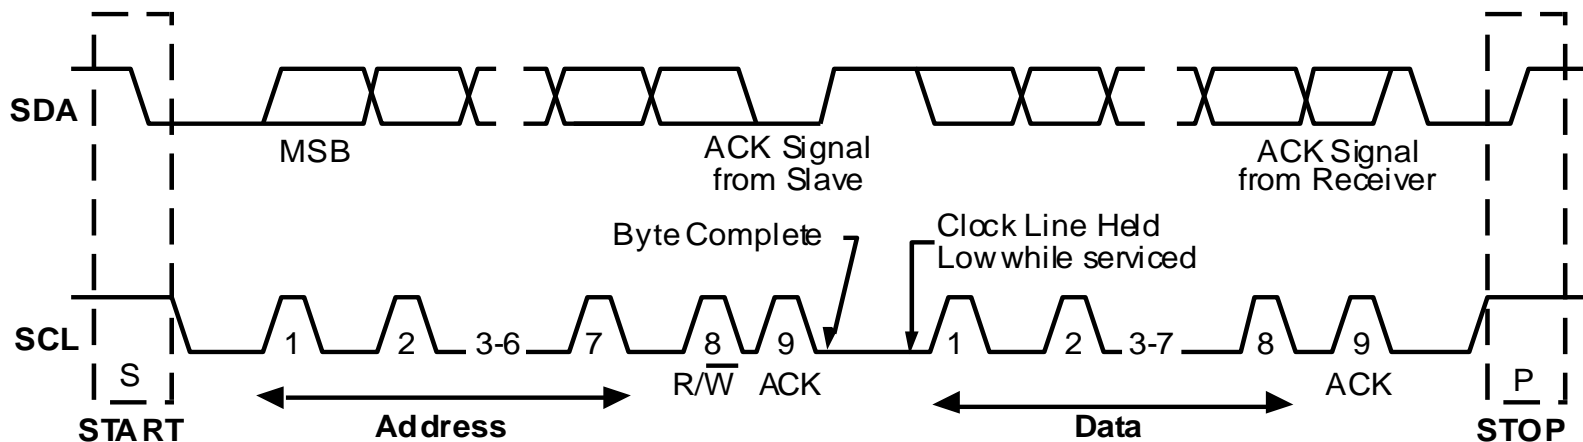 SDA
MSB
ACK Signal
from Slave
ACK Signal
from Receiver
Byte Complete
Clock Line Held
Low while serviced
SCL
1
2
3-6
7
8
9
1
2
3-7
8
9
S
R/W
ACK
ACK
P
START
Address
Data
STOP